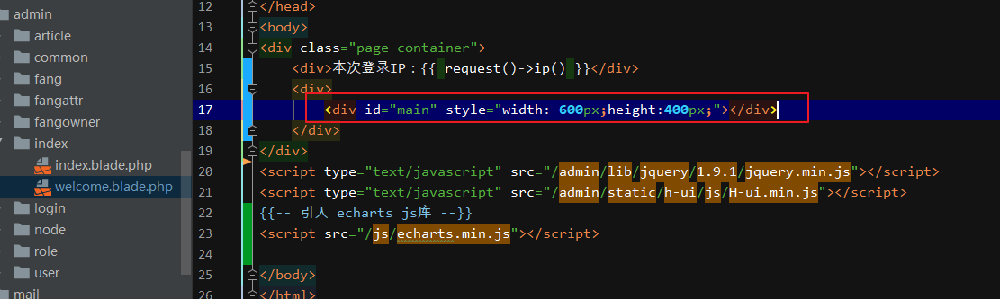 admin
article
common
fang
fangattr
fangowner
index
index.blade.php
welcome.blade.php
login
node
role
user
mail
12 </head>
13 <body>
14 <div class="page-container">
15 <div>本次登录IP：{{ request()->ip() }}</div>
16 <div>
17 <div id="main" style="width: 600px;height:400px;"></div>
18 </div>
19 </div>
20 <script type="text/javascript" src="/admin/lib/jquery/1.9.1/jquery.min.js"></script>
21 <script type="text/javascript" src="/admin/static/h-ui/js/H-ui.min.js"></script>
22 {{-- 引入 echarts js库 --}}
23 <script src="/js/echarts.min.js"></script>
24
25 </body>
26 </html>